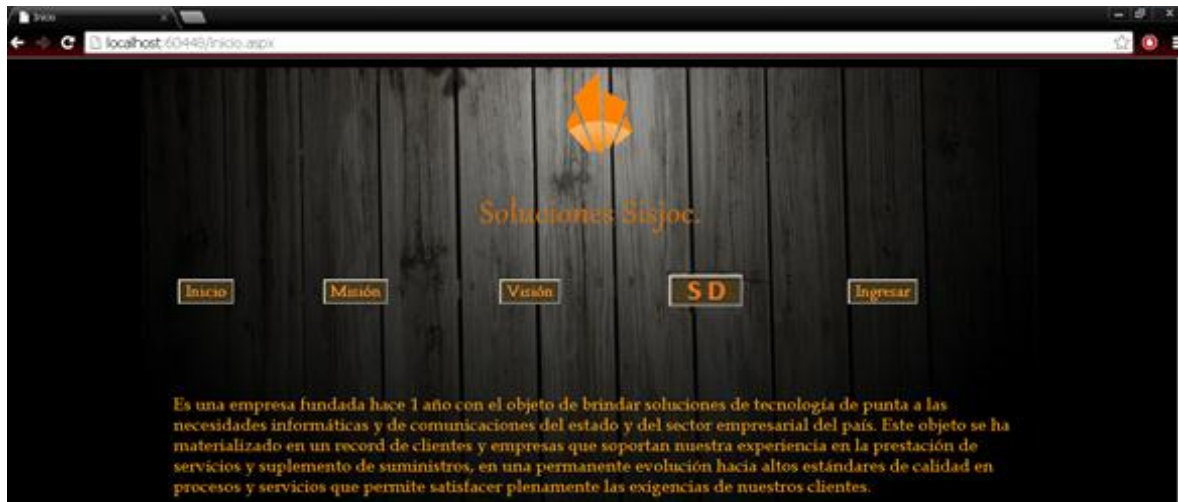 Inicio
localhost:60448/Inicio.aspx
Soluciones Sisjoc.
Inicio
Misión
Visión
S D
Ingresar
Es una empresa fundada hace 1 año con el objeto de brindar soluciones de tecnología de punta a las
necesidades informáticas y de comunicaciones del estado y del sector empresarial del país. Este objeto se ha
materializado en un record de clientes y empresas que soportan nuestra experiencia en la prestación de
servicios y suplemento de suministros, en una permanente evolución hacia altos estándares de calidad en
procesos y servicios que permite satisfacer plenamente las exigencias de nuestros clientes.